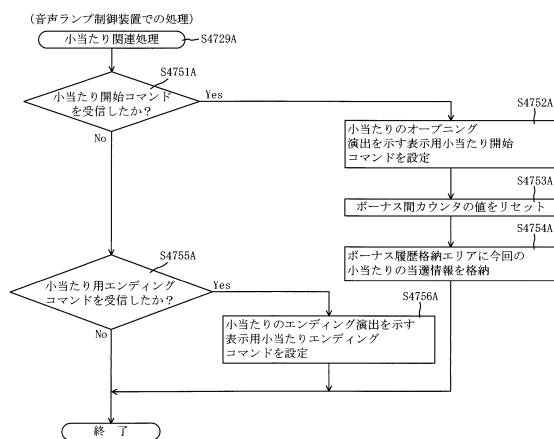 (音声ランプ制御装置での処理)
小当たり関連処理
S4729A
S4751A
小当たり開始コマンド
を受信したか?
Yes
No
S4752A
小当たりのオープニング
演出を示す表示用小当たり開始
コマンドを設定
S4753A
ボーナス間カウンタの値をリセット
S4754A
ボーナス履歴格納エリアに今回の
小当たりの当選情報を格納
S4755A
小当たり用エンディング
コマンドを受信したか?
Yes
No
S4756A
小当たりのエンディング演出を示す
表示用小当たりエンディング
コマンドを設定
終 了